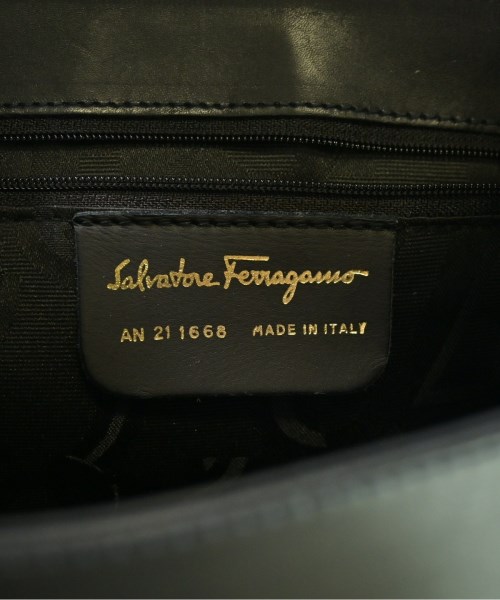 Salvatore Ferragamo
AN 21 1668 MADE IN ITALY